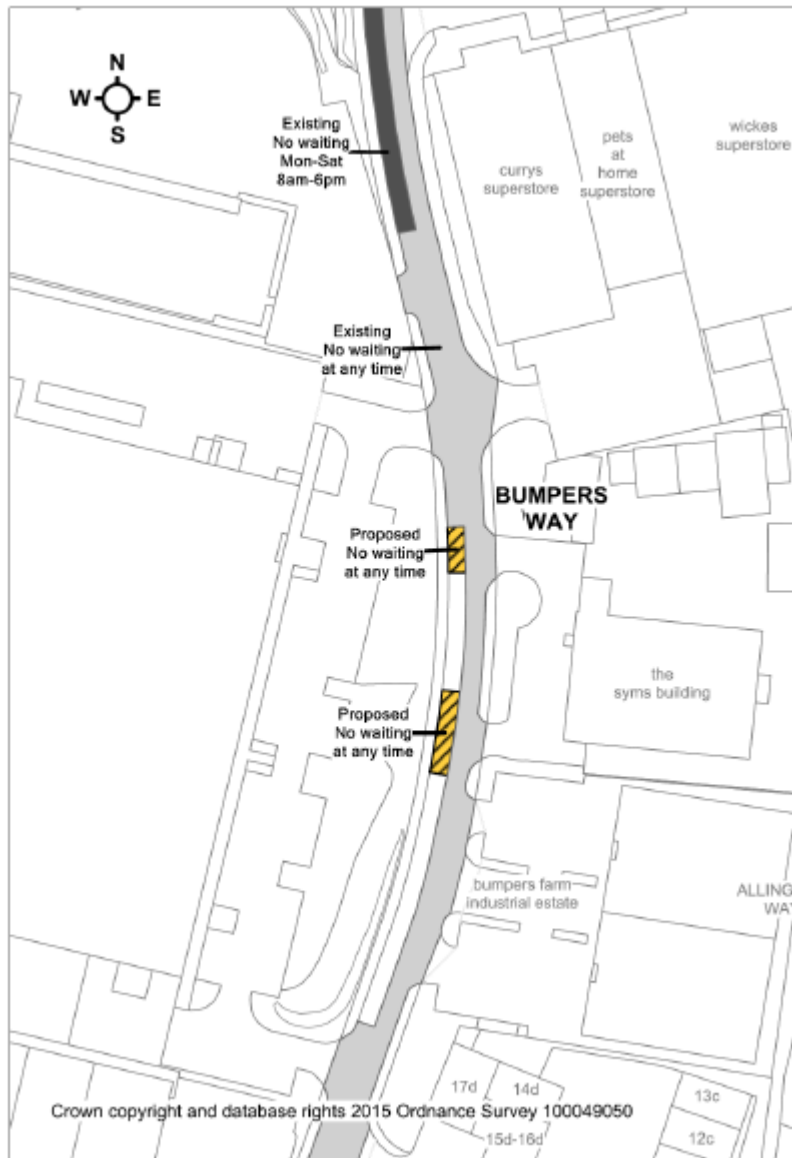 N
W E
S
Existing
No waiting
Mon-Sat
8am-6pm
currys
superstore
pets
at
home
superstore
wickes
superstore
Existing
No waiting
at any time
BUMPERS
WAY
Proposed
No waiting
at any time
the
syms building
Proposed
No waiting
at any time
bumpers farm
industrial estate
ALLING
WAY
17d
14d
13c
Crown copyright and database rights 2015 Ordnance Survey 100049050
15d-16d
12c